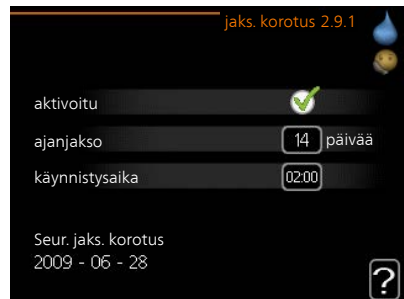 jaks. korotus 2.9.1
aktivoitu
ajanjakso 14 päivää
käynnistysaika 02:00
Seur. jaks. korotus
2009 - 06 - 28
?